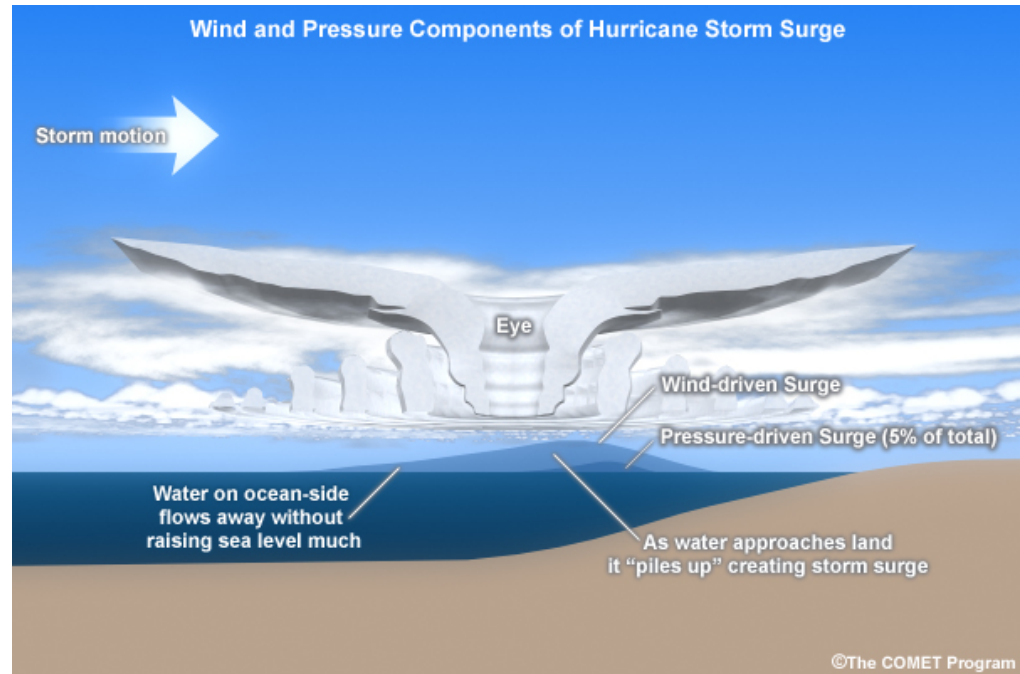 Wind and Pressure Components of Hurricane Storm Surge
Storm motion
Eye
Wind-driven Surge
Pressure-driven Surge (5% of total)
Water on ocean-side
flows away without
raising sea level much
As water approaches land
it “piles up” creating storm surge
©The COMET Program